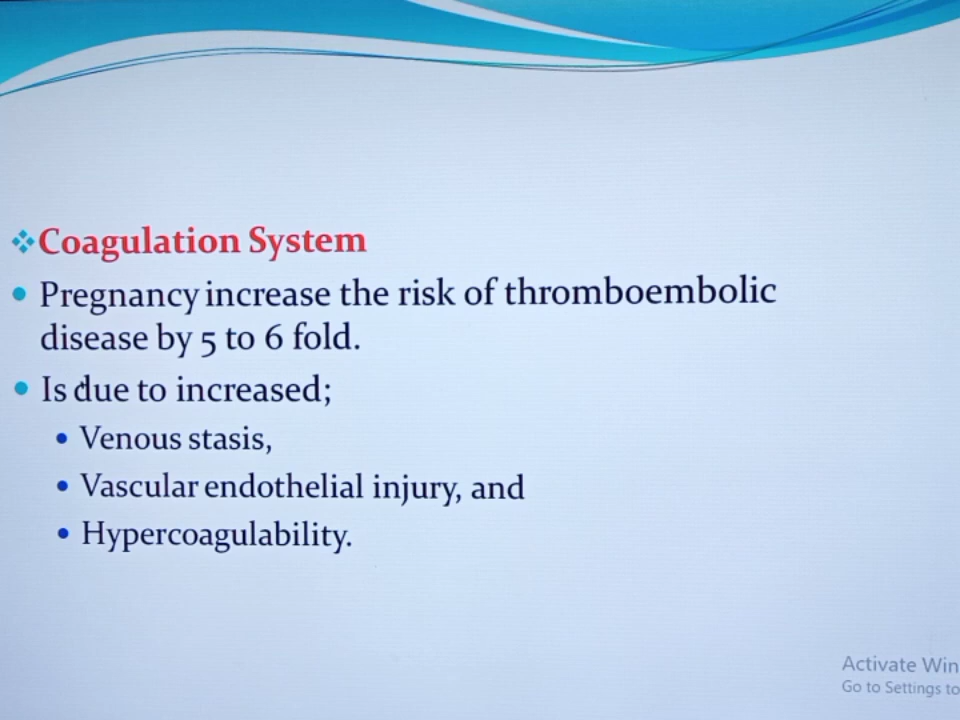 Coagulation System
Pregnancy increase the risk of thromboembolic
disease by 5 to 6 fold.
Is due to increased;
Venous stasis,
Vascular endothelial injury, and
Hypercoagulability.
Activate Win
Go to Settings to